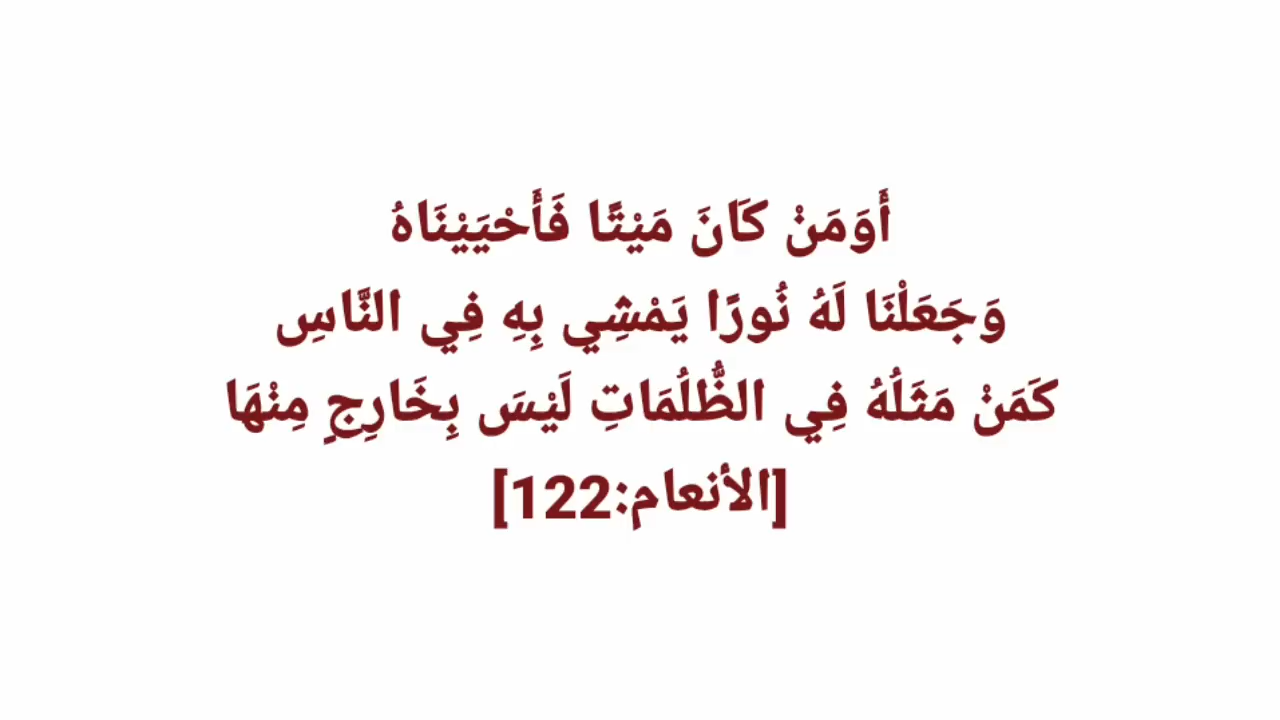 أَوَمَنْ كَانَ مَيْتًا فَأَحْيَيْنَاهُ
وَجَعَلْنَا لَهُ نُورًا يَمْشِي بِهِ فِي النَّاسِ
كَمَنْ مَثَلُهُ فِي الظُّلُمَاتِ لَيْسَ بِخَارِجٍ مِنْهَا
[الأنعام:122]